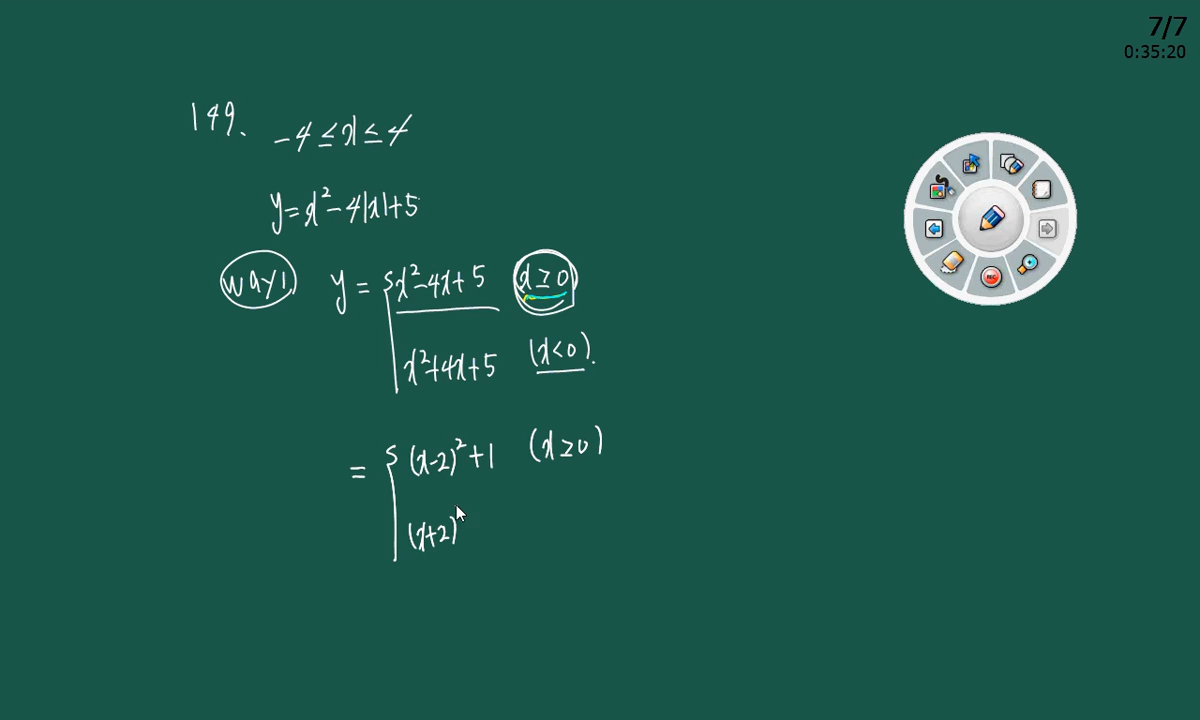 7/7
0:35:20
149. -4≤x≤4
y=x²-4|x|+5
way1 y= { x²-4x+5 (x≥0)
x²+4x+5 (x<0).
= { (x-2)²+1 (x≥0)
(x+2)
REC